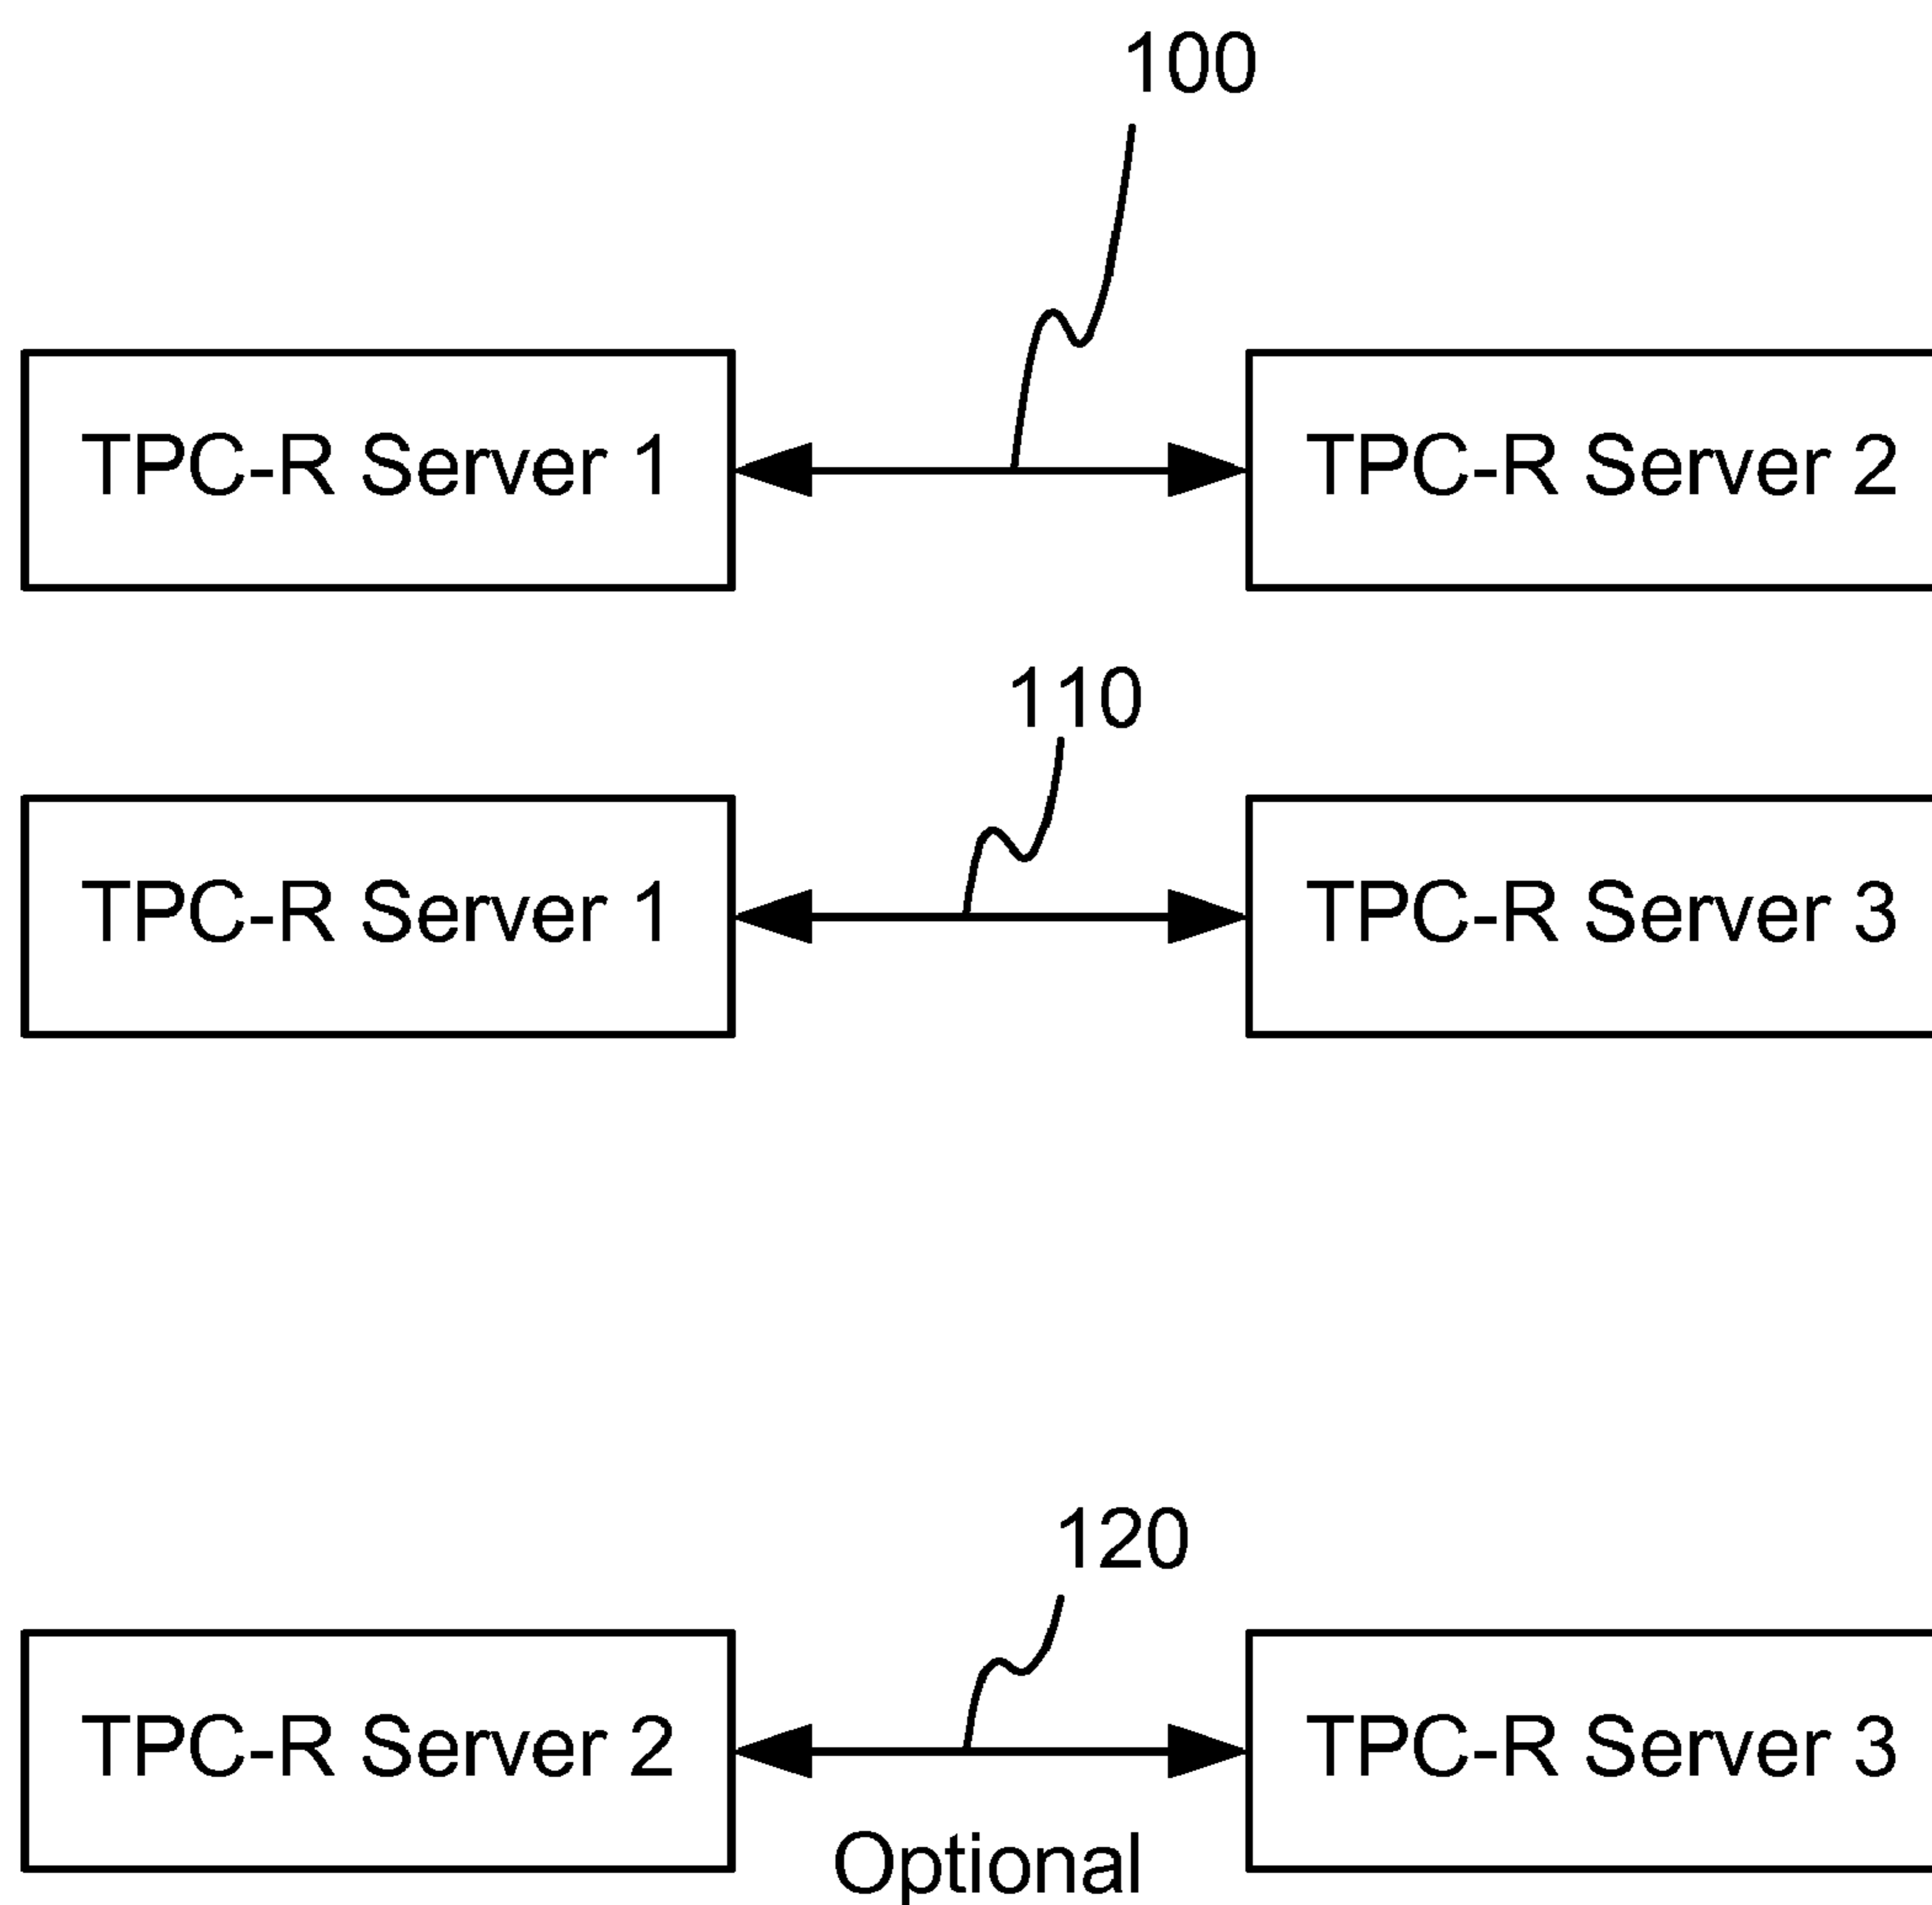 100
TPC-R Server 1
TPC-R Server 2
110
TPC-R Server 1
TPC-R Server 3
120
TPC-R Server 2
TPC-R Server 3
Optional